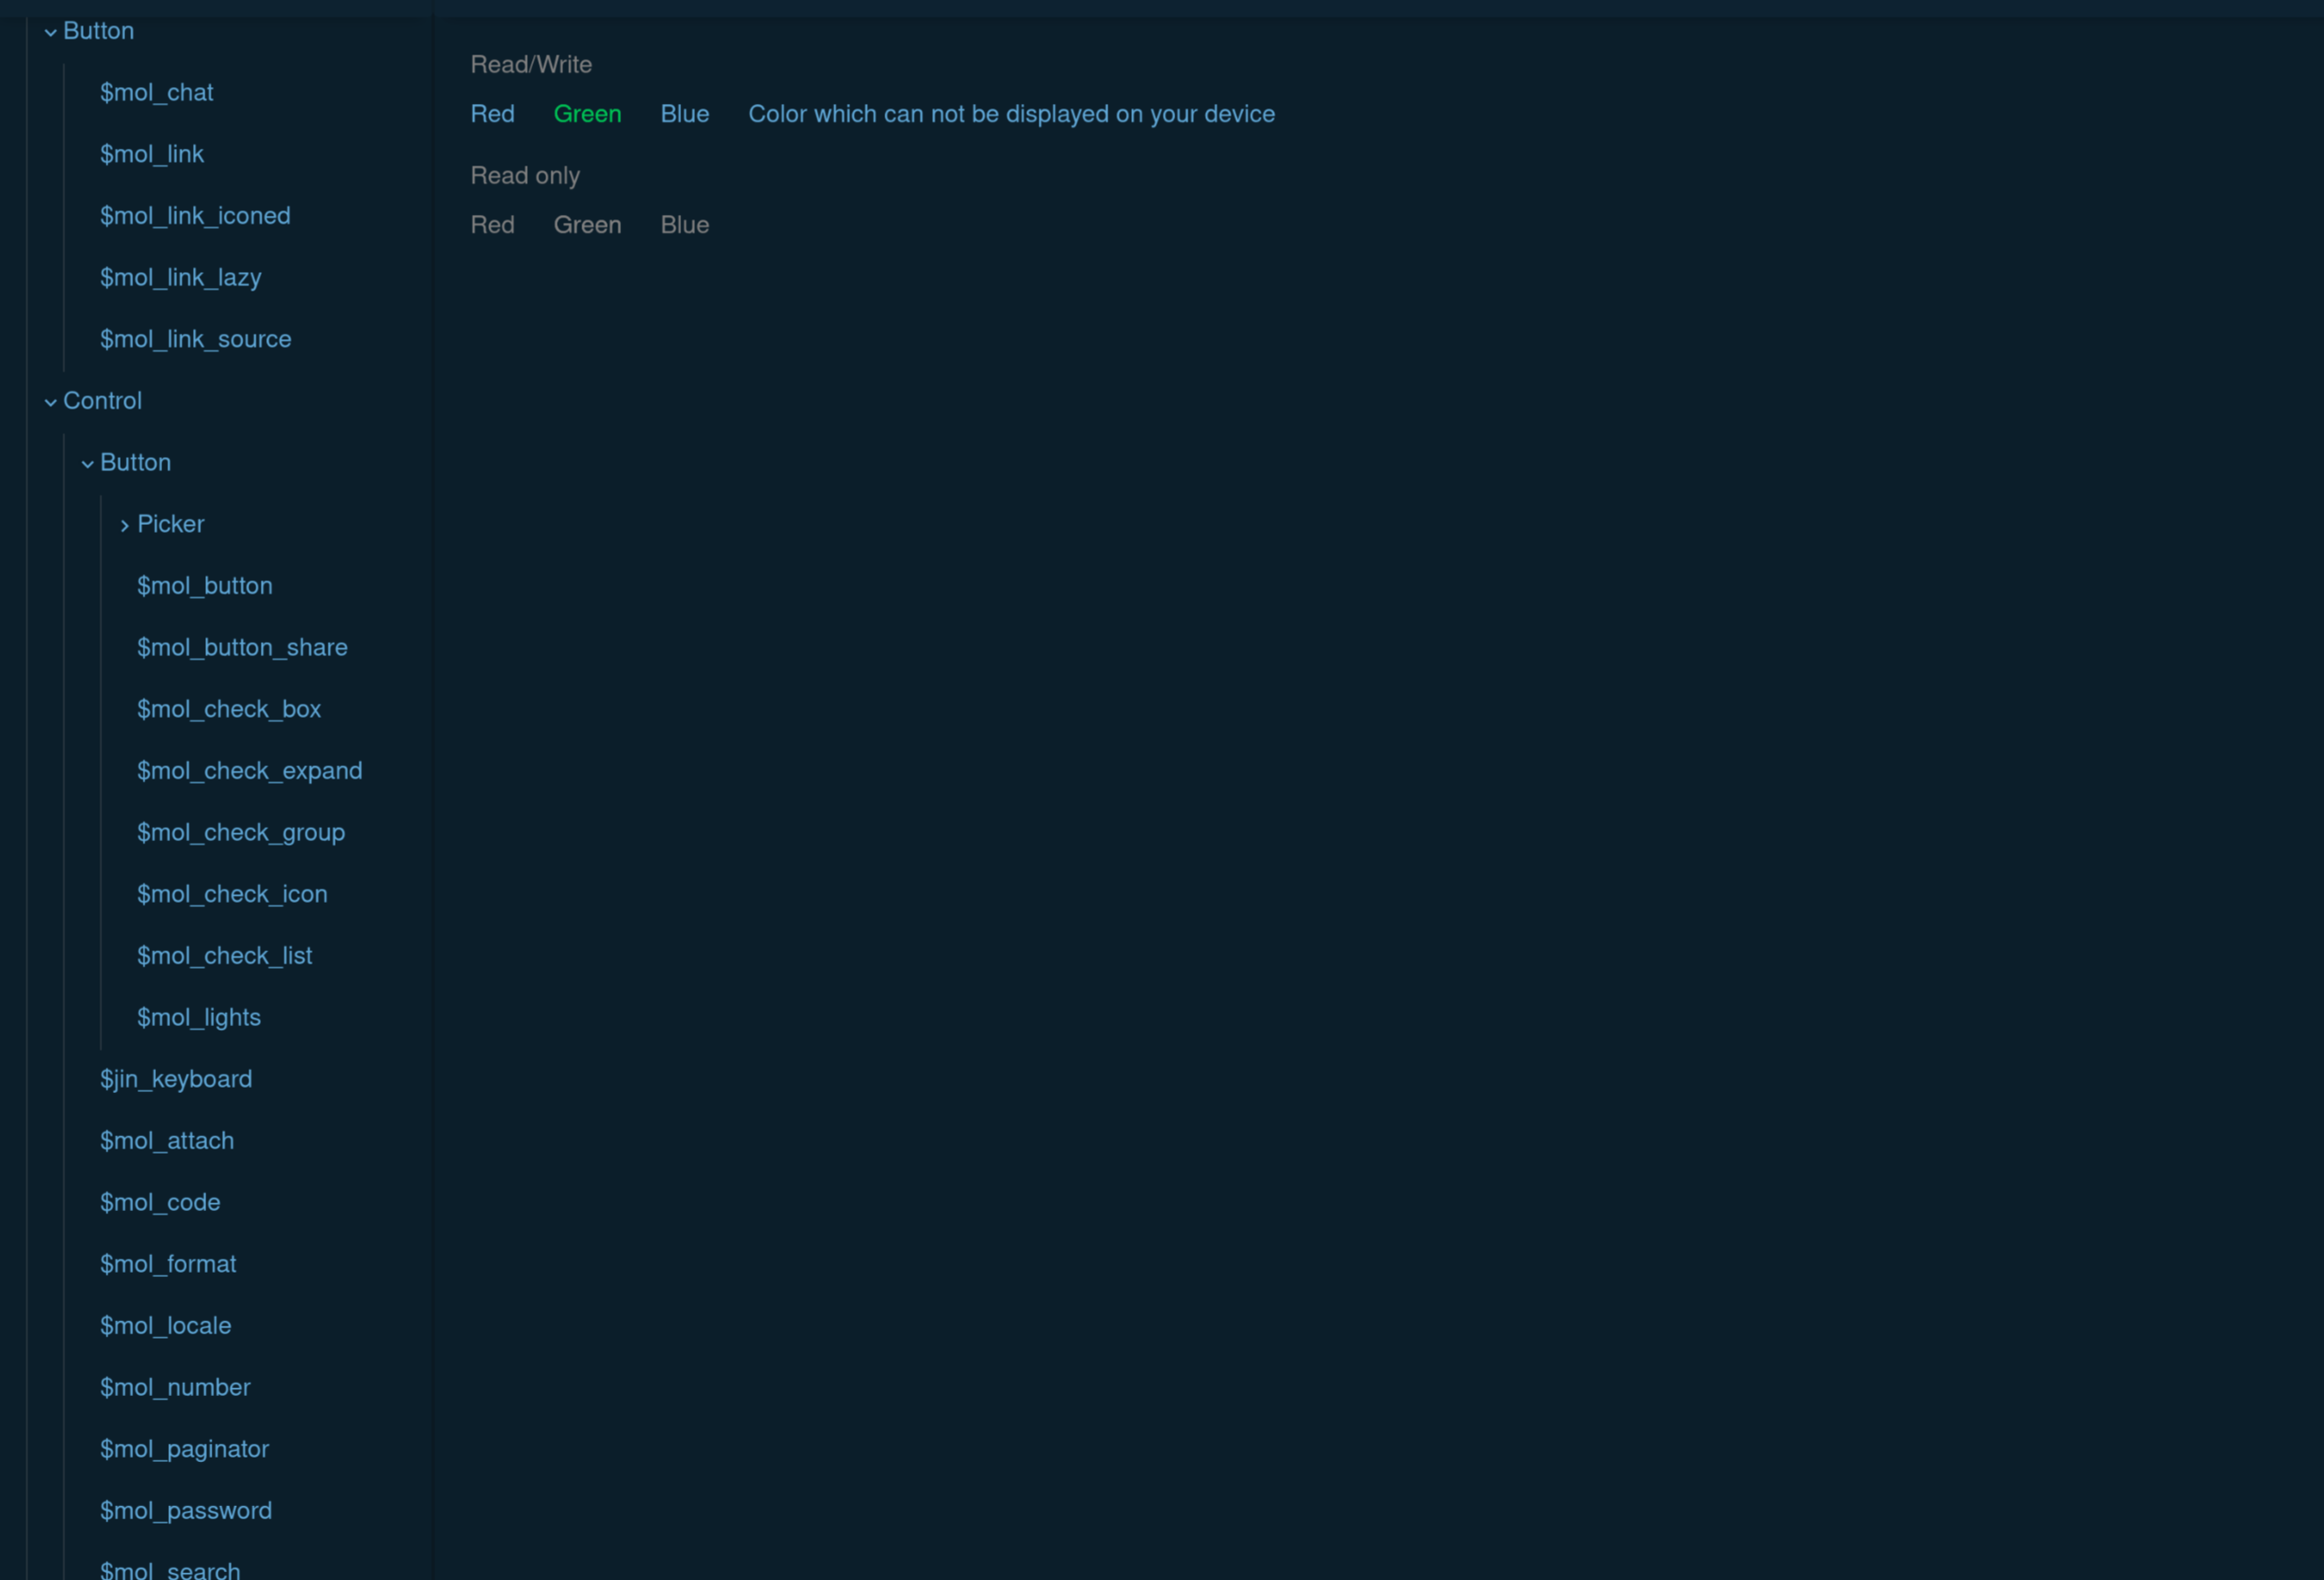 Button
$mol_chat
$mol_link
$mol_link_iconed
$mol_link_lazy
$mol_link_source
Control
Button
Picker
$mol_button
$mol_button_share
$mol_check_box
$mol_check_expand
$mol_check_group
$mol_check_icon
$mol_check_list
$mol_lights
$jin_keyboard
$mol_attach
$mol_code
$mol_format
$mol_locale
$mol_number
$mol_paginator
$mol_password
$mol_search
Read/Write
Red Green Blue Color which can not be displayed on your device
Read only
Red Green Blue